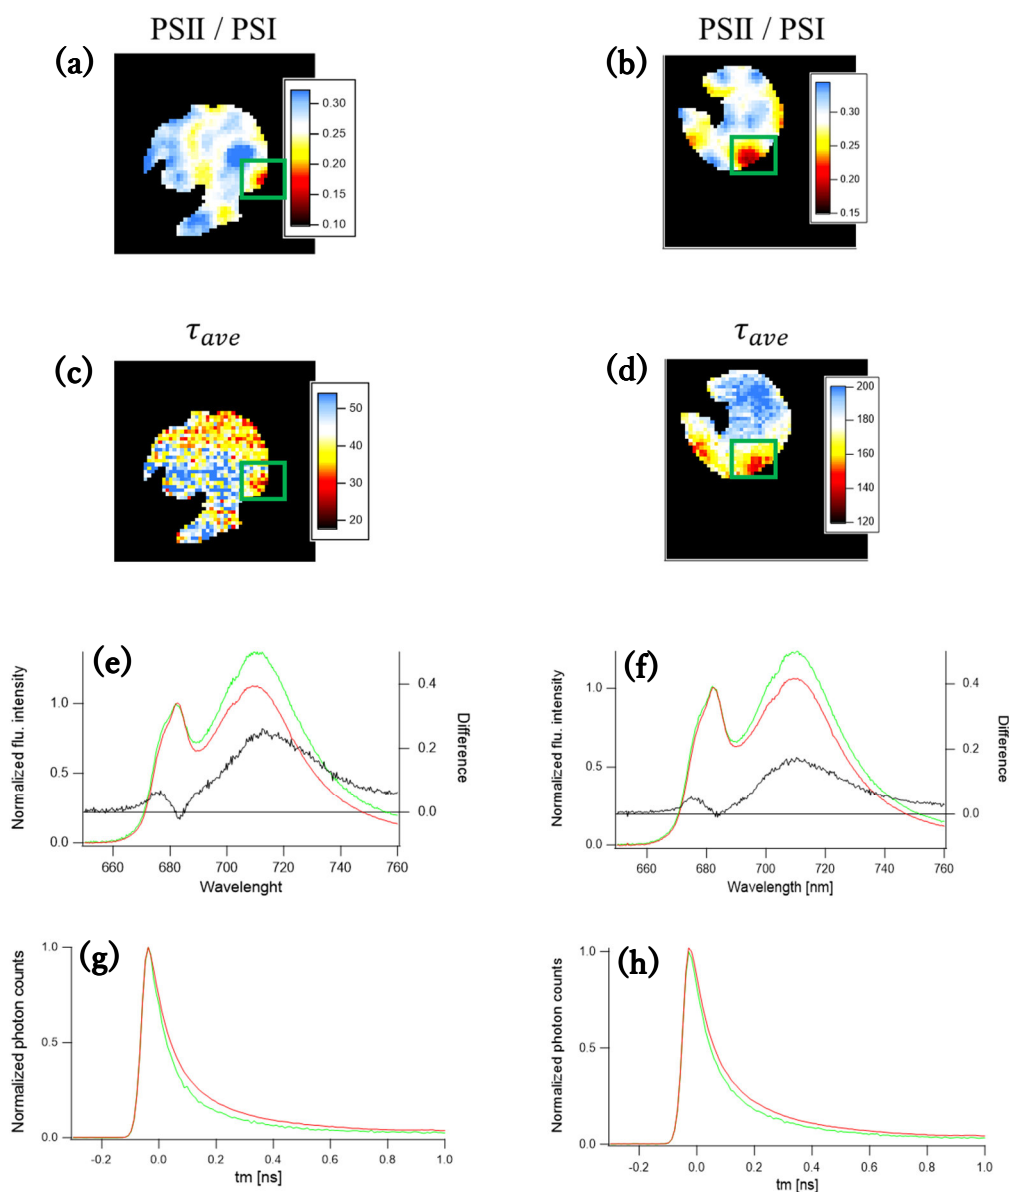 PSII / PSI
(a)
0.30
0.25
0.20
0.15
0.10
PSII / PSI
(b)
0.30
0.25
0.20
0.15
τave
(c)
50
40
30
20
τave
(d)
200
180
160
140
120
(e)
Normalized flu. intensity
1.0
0.5
0.0
0.4
0.2
0.0
Difference
660
680
700
720
740
760
Wavelenght
(f)
Normalized flu. intensity
1.0
0.5
0.0
0.4
0.2
0.0
Difference
660
680
700
720
740
760
Wavelength [nm]
(g)
Normalized photon counts
1.0
0.5
0.0
-0.2
0.0
0.2
0.4
0.6
0.8
1.0
tm [ns]
(h)
Normalized photon counts
1.0
0.5
0.0
-0.2
0.0
0.2
0.4
0.6
0.8
1.0
tm [ns]